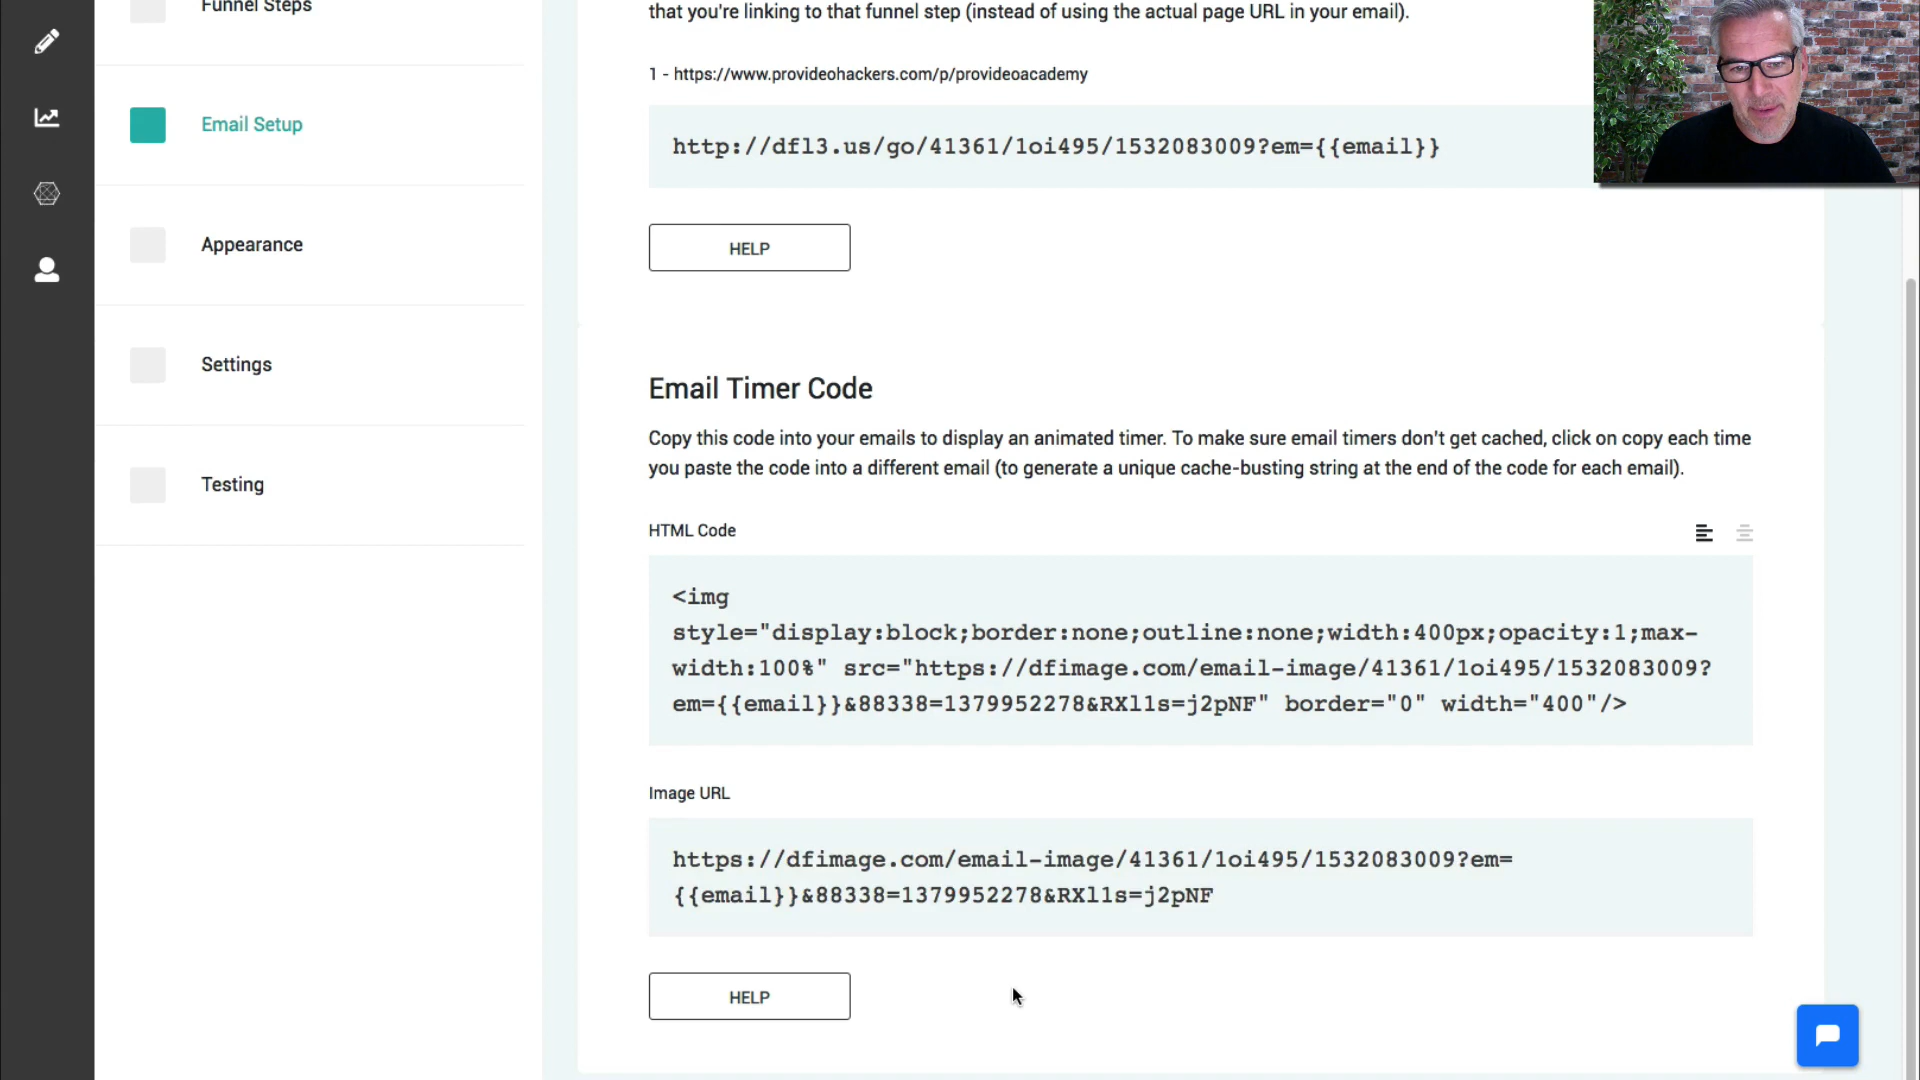 Funnel Steps
that you're linking to that funnel step (instead of using the actual page URL in your email).
1 - https://www.provideohackers.com/p/provideoacademy
Email Setup
http://dfl3.us/go/41361/1oi495/1532083009?em={{email}}
Appearance
HELP
Settings
Email Timer Code
Copy this code into your emails to display an animated timer. To make sure email timers don't get cached, click on copy each time
you paste the code into a different email (to generate a unique cache-busting string at the end of the code for each email).
Testing
HTML Code
<img
style="display:block;border:none;outline:none;width:400px;opacity:1;max-
width:100%" src="https://dfimage.com/email-image/41361/1oi495/1532083009?
em={{email}}&88338=1379952278&RXl1s=j2pNF" border="0" width="400"/>
Image URL
https://dfimage.com/email-image/41361/1oi495/1532083009?em=
{{email}}&88338=1379952278&RXl1s=j2pNF
HELP